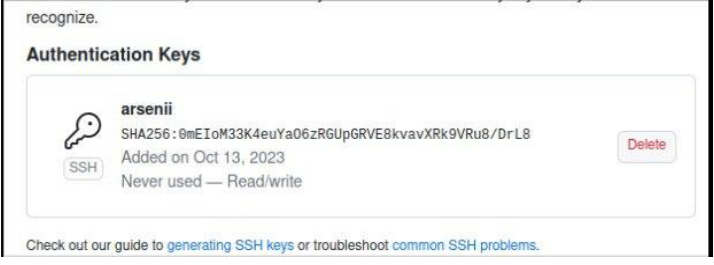 recognize.
Authentication Keys
arsenii
SHA256:0mEIoM33K4euYaO6zRGUpGRVE8kvavXRk9VRu8/DrL8
SSH
Added on Oct 13, 2023
Never used — Read/write
Delete
Check out our guide to generating SSH keys or troubleshoot common SSH problems.